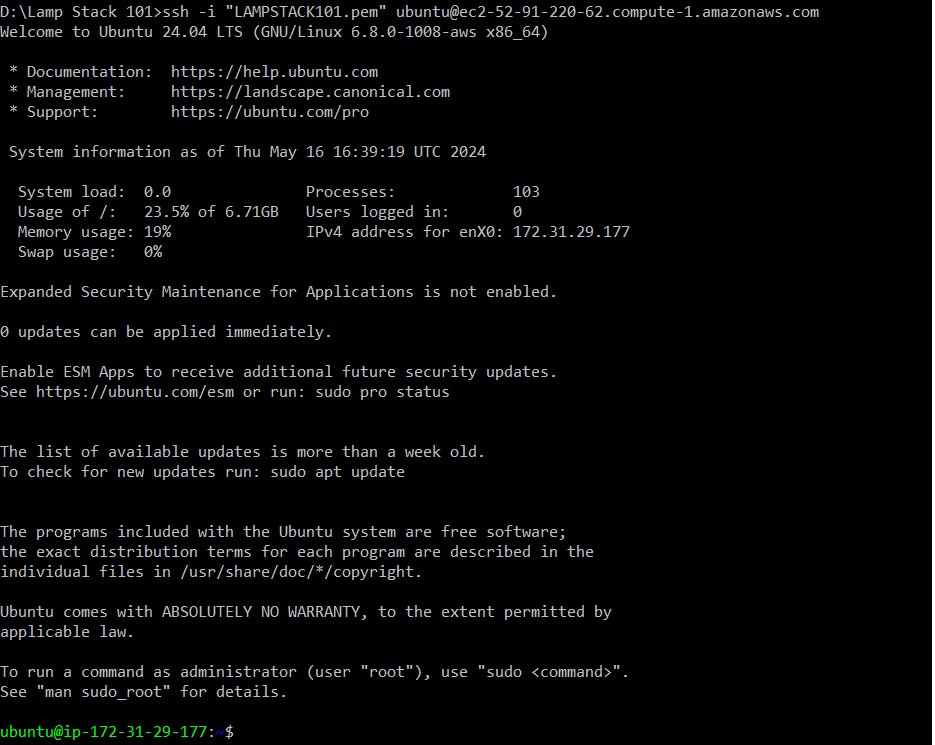 D:\Lamp Stack 101>ssh -i "LAMPSTACK101.pem" ubuntu@ec2-52-91-220-62.compute-1.amazonaws.com
Welcome to Ubuntu 24.04 LTS (GNU/Linux 6.8.0-1008-aws x86_64)
* Documentation:  https://help.ubuntu.com
* Management:     https://landscape.canonical.com
* Support:        https://ubuntu.com/pro
System information as of Thu May 16 16:39:19 UTC 2024
System load:  0.0               Processes:             103
Usage of /:   23.5% of 6.71GB   Users logged in:       0
Memory usage: 19%               IPv4 address for enX0: 172.31.29.177
Swap usage:   0%
Expanded Security Maintenance for Applications is not enabled.
0 updates can be applied immediately.
Enable ESM Apps to receive additional future security updates.
See https://ubuntu.com/esm or run: sudo pro status
The list of available updates is more than a week old.
To check for new updates run: sudo apt update
The programs included with the Ubuntu system are free software;
the exact distribution terms for each program are described in the
individual files in /usr/share/doc/*/copyright.
Ubuntu comes with ABSOLUTELY NO WARRANTY, to the extent permitted by
applicable law.
To run a command as administrator (user "root"), use "sudo <command>".
See "man sudo_root" for details.
ubuntu@ip-172-31-29-177:~$